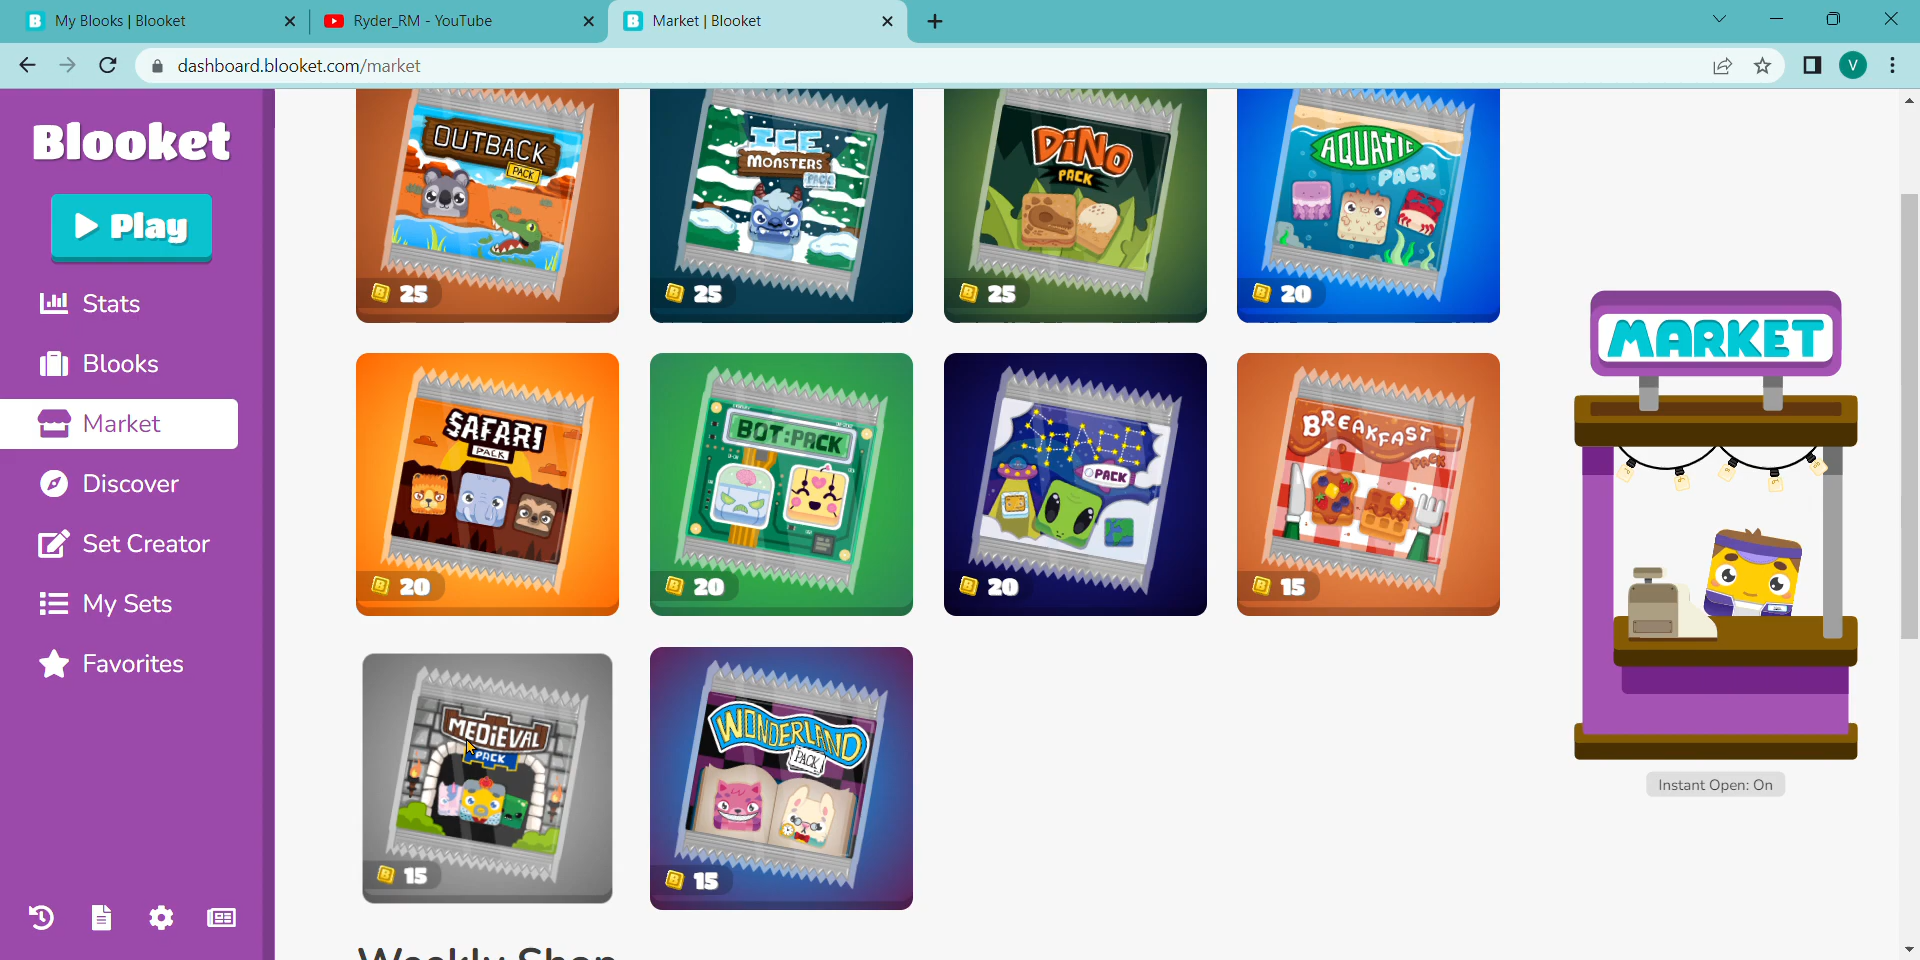 My Blooks | Blooket
Ryder_RM - YouTube
Market | Blooket
dashboard.blooket.com/market
V
Blooket
Play
Stats
Blooks
Market
Discover
Set Creator
My Sets
Favorites
OUTBACK
PACK
25
ICE
MONSTERS
PACK
25
DINO
PACK
25
AQUATIC
PACK
20
SAFARI
PACK
20
BOT:PACK
20
SPACE
PACK
20
BREAKFAST
PACK
15
MEDIEVAL
PACK
15
WONDERLAND
PACK
15
MARKET
Instant Open: On
Weekly Shop